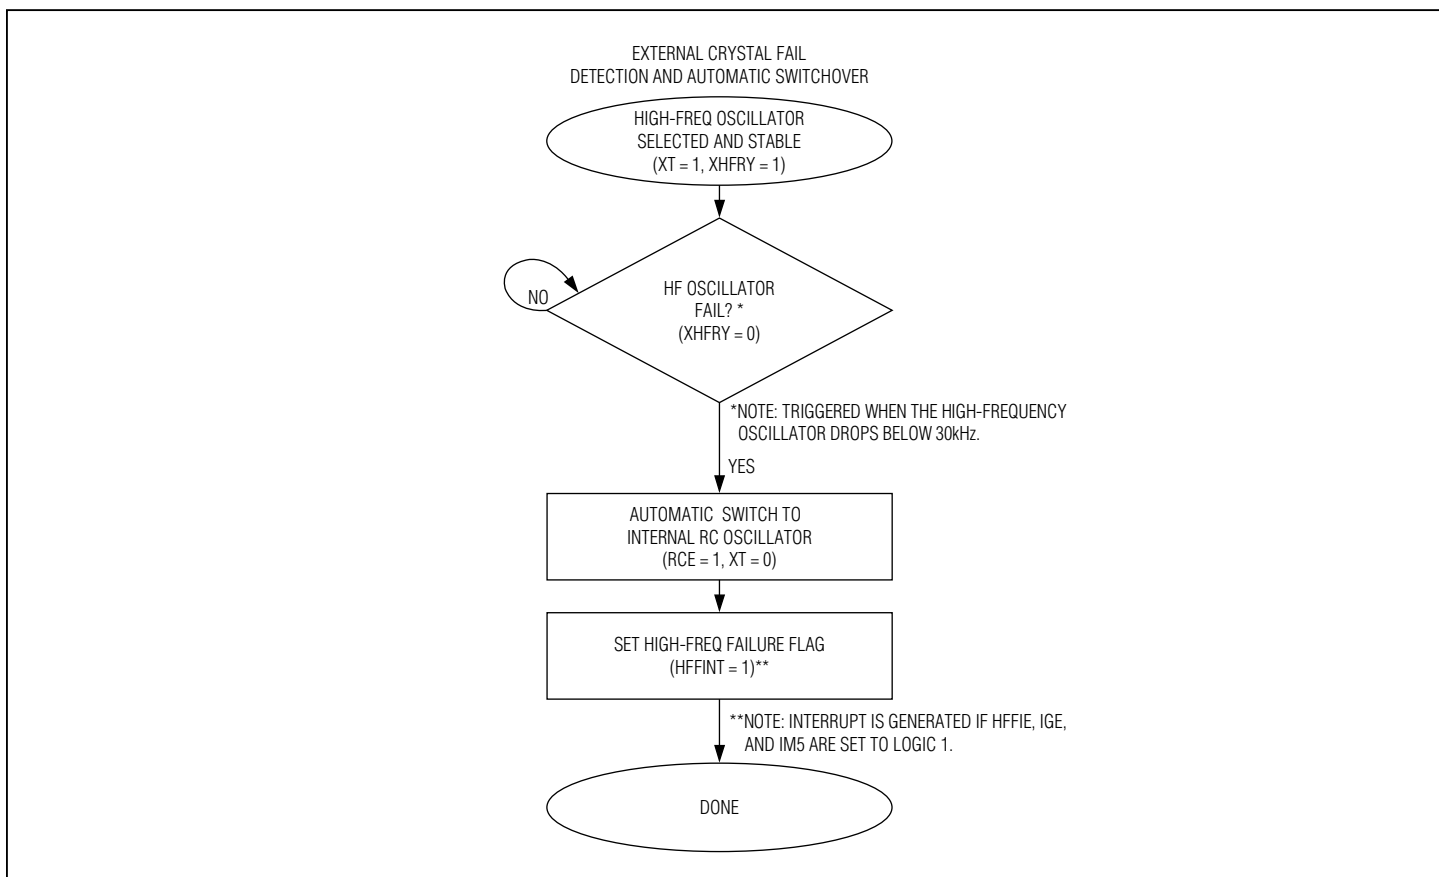 EXTERNAL CRYSTAL FAIL
DETECTION AND AUTOMATIC SWITCHOVER
HIGH-FREQ OSCILLATOR
SELECTED AND STABLE
(XT = 1, XHFRY = 1)
HF OSCILLATOR
FAIL? *
(XHFRY = 0)
NO
*NOTE: TRIGGERED WHEN THE HIGH-FREQUENCY
OSCILLATOR DROPS BELOW 30kHz.
YES
AUTOMATIC SWITCH TO
INTERNAL RC OSCILLATOR
(RCE = 1, XT = 0)
SET HIGH-FREQ FAILURE FLAG
(HFFINT = 1)**
**NOTE: INTERRUPT IS GENERATED IF HFFIE, IGE,
AND IM5 ARE SET TO LOGIC 1.
DONE